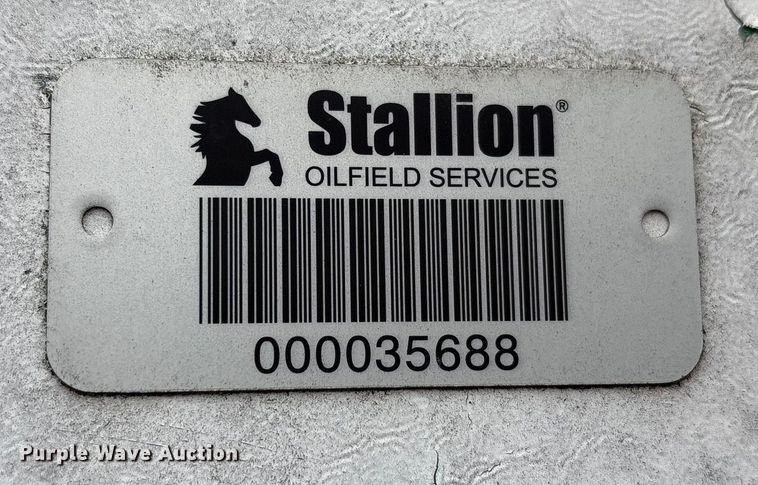 Stallion®
OILFIELD SERVICES
000035688
Purple Wave Auction